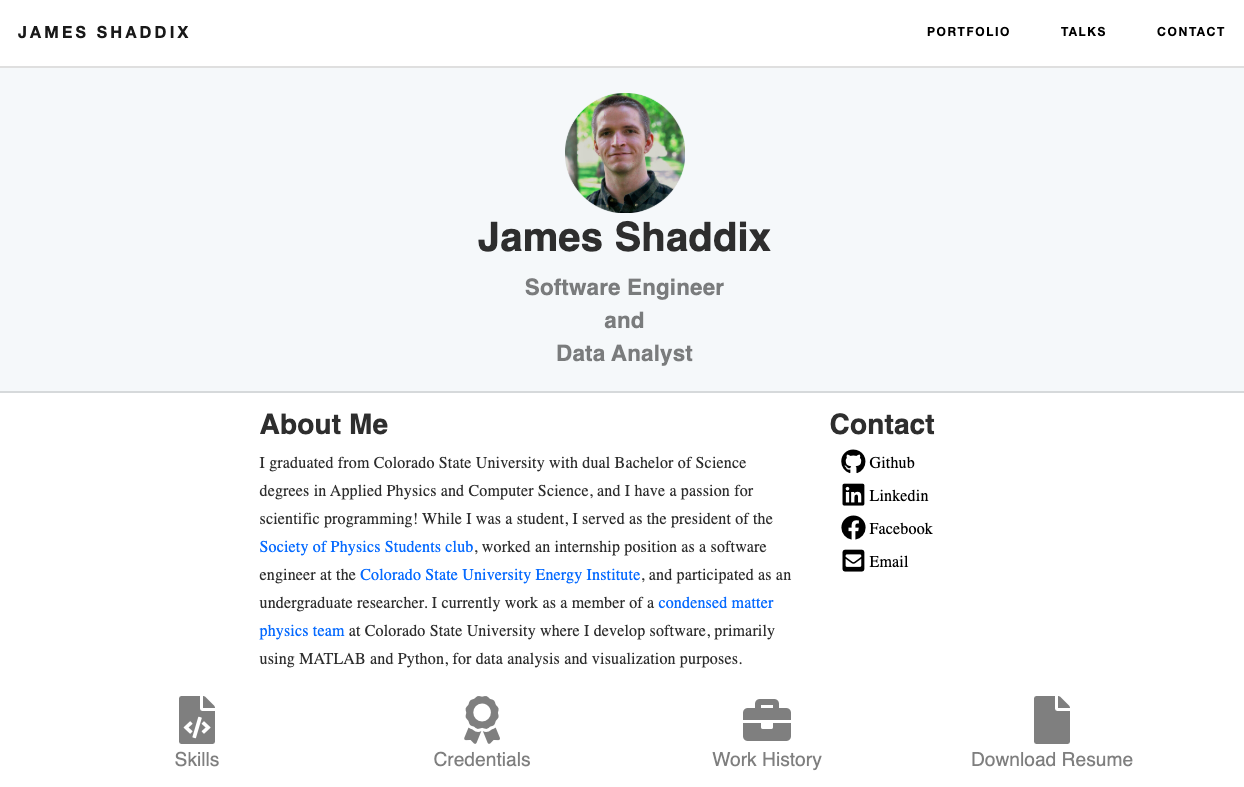 JAMES SHADDIX
PORTFOLIO TALKS CONTACT
James Shaddix
Software Engineer
and
Data Analyst
About Me
I graduated from Colorado State University with dual Bachelor of Science
degrees in Applied Physics and Computer Science, and I have a passion for
scientific programming! While I was a student, I served as the president of the
Society of Physics Students club, worked an internship position as a software
engineer at the Colorado State University Energy Institute, and participated as an
undergraduate researcher. I currently work as a member of a condensed matter
physics team at Colorado State University where I develop software, primarily
using MATLAB and Python, for data analysis and visualization purposes.
Contact
Github
Linkedin
Facebook
Email
Skills
Credentials
Work History
Download Resume